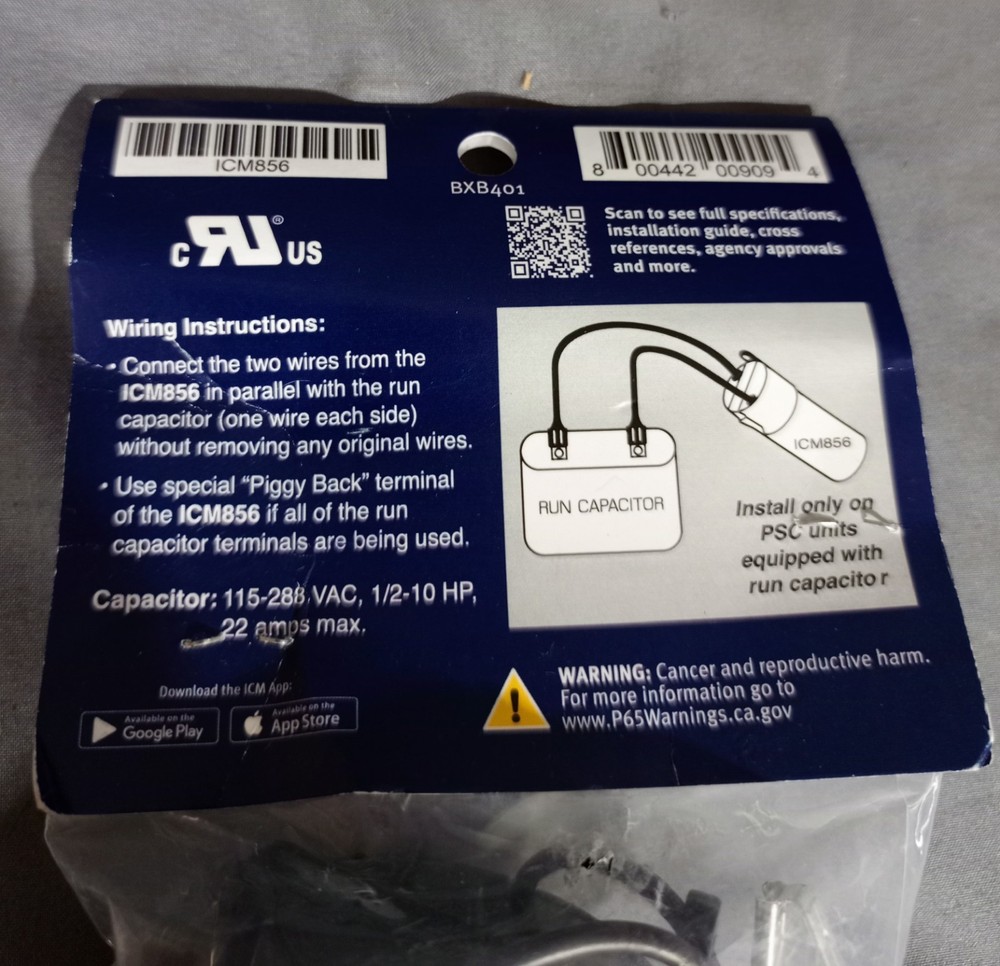 ICM856
BXB401
8 00442 00909 4
cRU® US
Scan to see full specifications,
installation guide, cross
references, agency approvals
and more.
Wiring Instructions:
• Connect the two wires from the
ICM856 in parallel with the run
capacitor (one wire each side)
without removing any original wires.
• Use special “Piggy Back” terminal
of the ICM856 if all of the run
capacitor terminals are being used.
Capacitor: 115-288 VAC, 1/2-10 HP,
22 amps max.
RUN CAPACITOR
ICM856
Install only on
PSC units
equipped with
run capacitor
Download the ICM App:
Available on the
Google Play
Available on the
App Store
WARNING: Cancer and reproductive harm.
For more information go to
www.P65Warnings.ca.gov